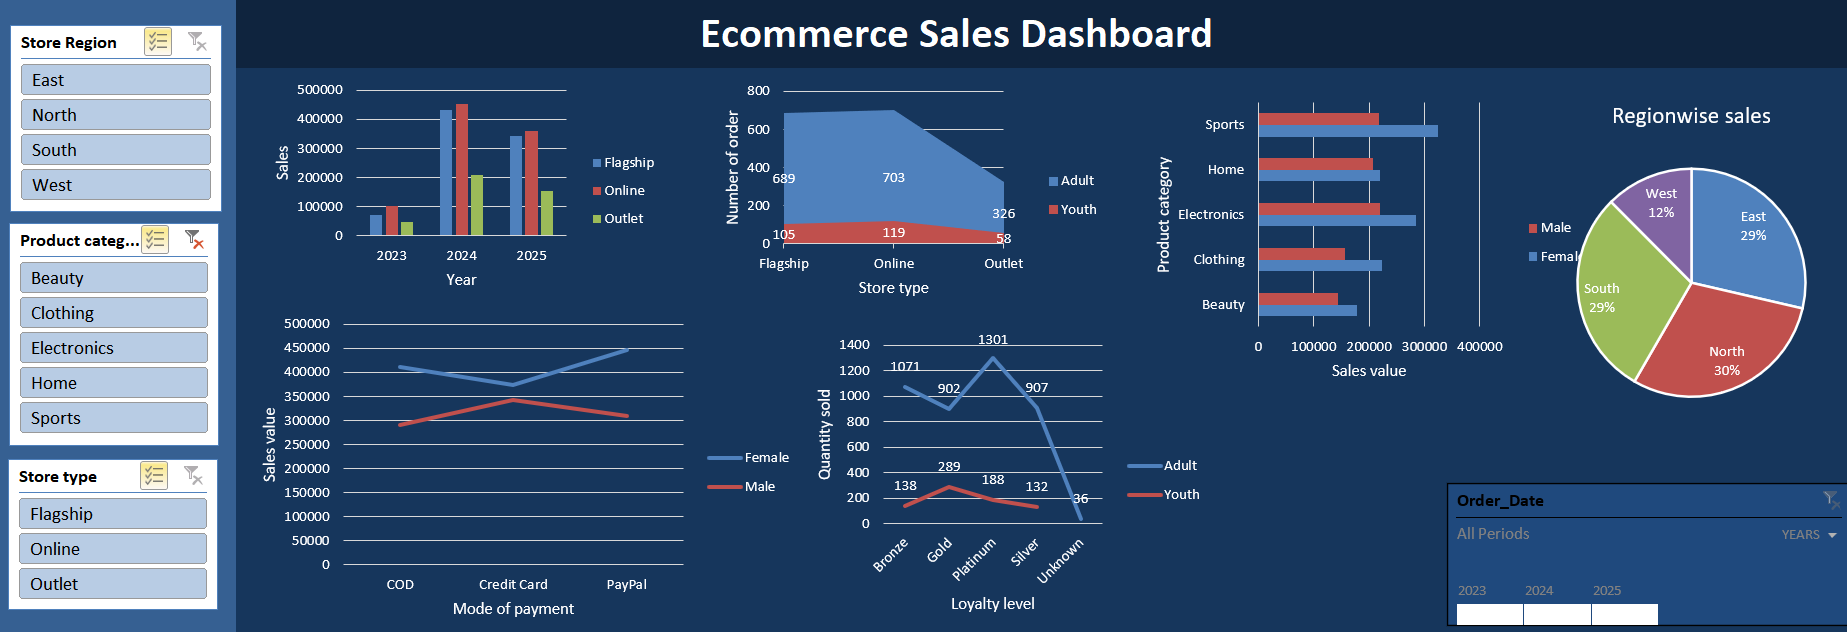 Ecommerce Sales Dashboard
Store Region
East
North
South
West
Product categ...
Beauty
Clothing
Electronics
Home
Sports
Store type
Flagship
Online
Outlet
500000
400000
300000
200000
100000
0
Sales
2023 2024 2025
Year
Flagship
Online
Outlet
800
600
400
200
0
Number of order
689 703 326
105 119 58
Flagship Online Outlet
Store type
Adult
Youth
Product category
Sports
Home
Electronics
Clothing
Beauty
0 100000 200000 300000 400000
Sales value
Male
Femal
Regionwise sales
West
12%
East
29%
South
29%
North
30%
500000
450000
400000
350000
300000
250000
200000
150000
100000
50000
0
Sales value
COD Credit Card PayPal
Mode of payment
Female
Male
1400
1200
1000
800
600
400
200
0
Quantity sold
1071 902 1301 907 36
138 289 188 132
Bronze Gold Platinum Silver Unknown
Loyalty level
Adult
Youth
Order_Date
All Periods YEARS
2023 2024 2025